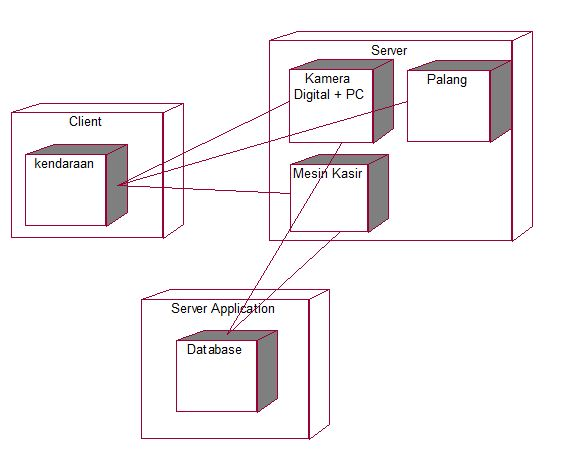 Server
Kamera
Digital + PC
Palang
Client
kendaraan
Mesin Kasir
Server Application
Database